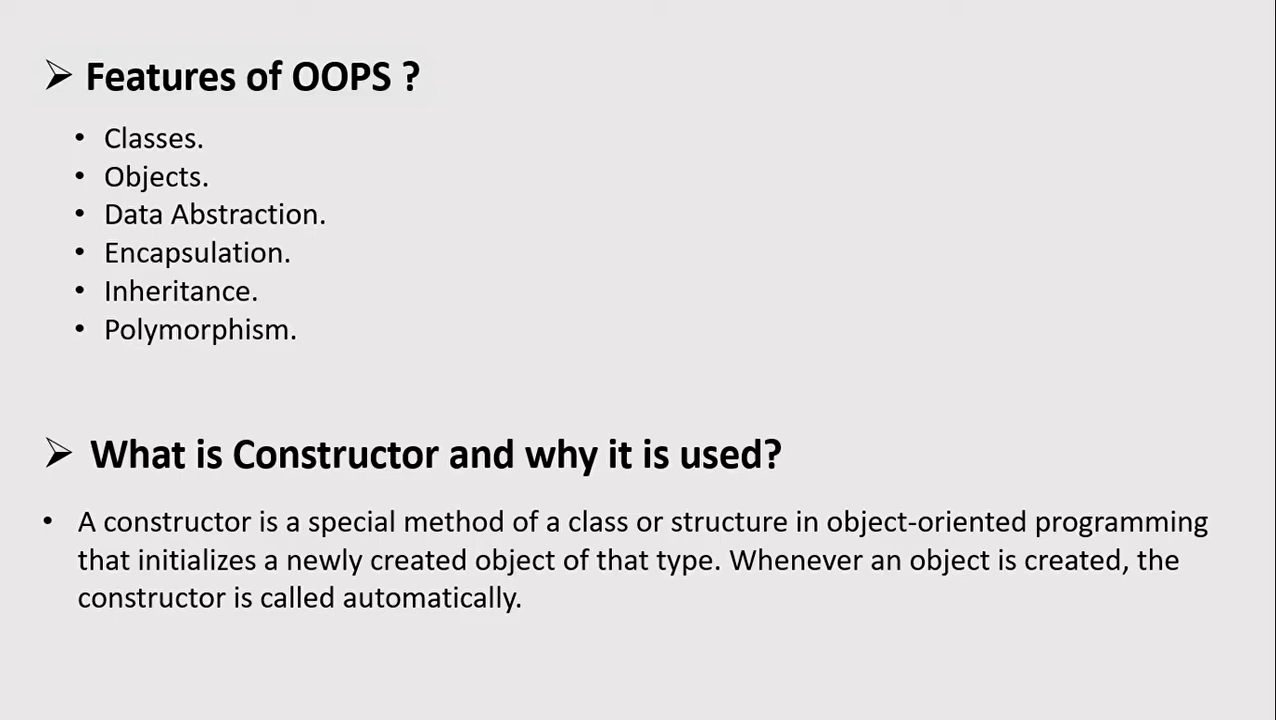 ➢ Features of OOPS ?
• Classes.
• Objects.
• Data Abstraction.
• Encapsulation.
• Inheritance.
• Polymorphism.
➢ What is Constructor and why it is used?
• A constructor is a special method of a class or structure in object-oriented programming
that initializes a newly created object of that type. Whenever an object is created, the
constructor is called automatically.